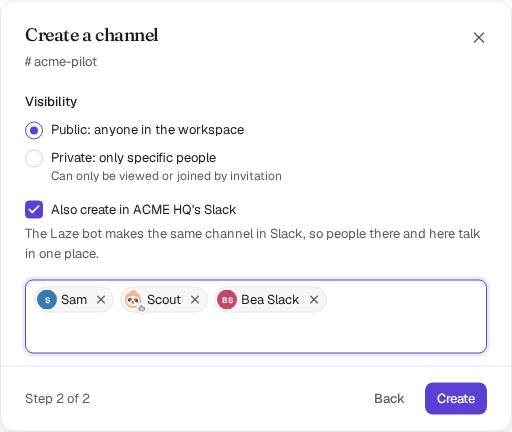 Create a channel
# acme-pilot
Visibility
Public: anyone in the workspace
Private: only specific people
Can only be viewed or joined by invitation
Also create in ACME HQ's Slack
The Laze bot makes the same channel in Slack, so people there and here talk
in one place.
S Sam Scout BS Bea Slack
Step 2 of 2 Back Create